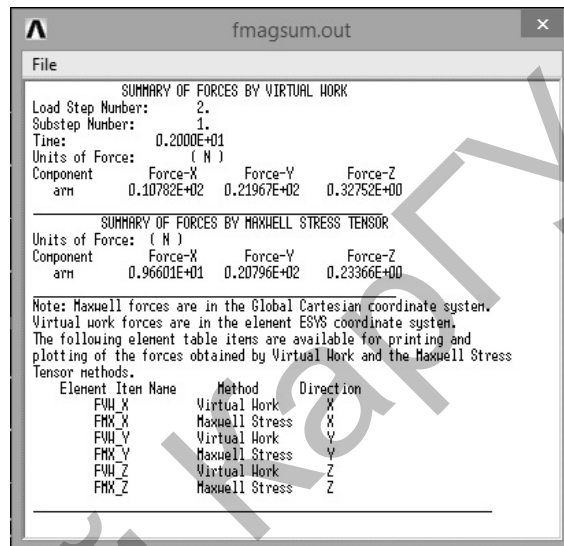 fmagsum.out
File
SUMMARY OF FORCES BY VIRTUAL WORK
Load Step Number: 2.
Substep Number: 1.
Time: 0.2000E+01
Units of Force: ( N )
Component Force-X Force-Y Force-Z
arm 0.10782E+02 0.21967E+02 0.32752E+00
SUMMARY OF FORCES BY MAXWELL STRESS TENSOR
Units of Force: ( N )
Component Force-X Force-Y Force-Z
arm 0.96601E+01 0.20796E+02 0.23366E+00
Note: Maxwell forces are in the Global Cartesian coordinate system.
Virtual work forces are in the element ESYS coordinate system.
The following element table items are available for printing and
plotting of the forces obtained by Virtual Work and the Maxwell Stress
Tensor methods.
Element Item Name Method Direction
FVW_X Virtual Work X
FMX_X Maxwell Stress X
FVW_Y Virtual Work Y
FMX_Y Maxwell Stress Y
FVW_Z Virtual Work Z
FMX_Z Maxwell Stress Z
КарГУ